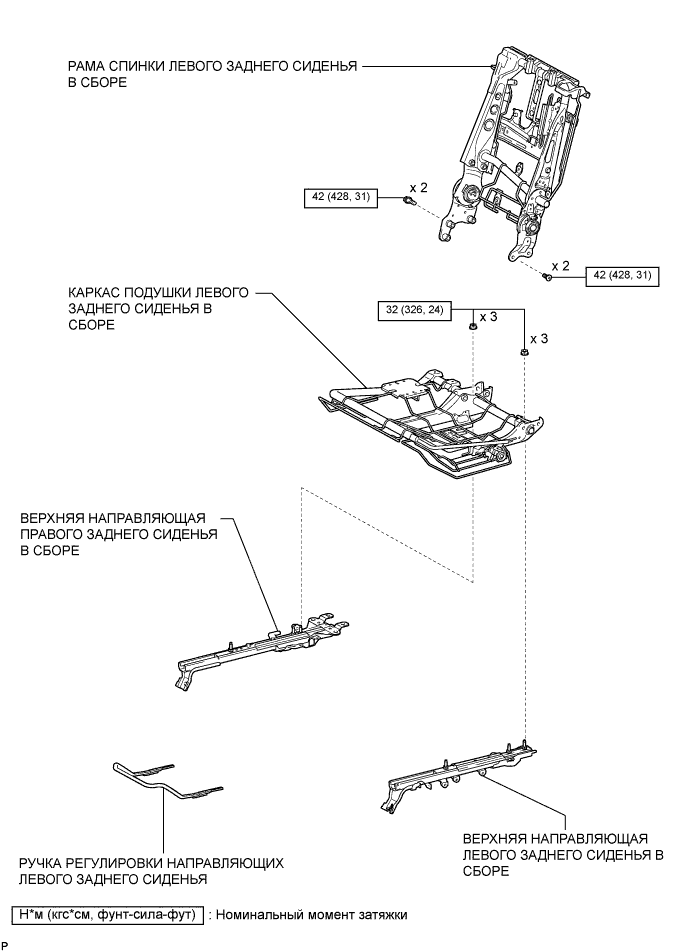 РАМА СПИНКИ ЛЕВОГО ЗАДНЕГО СИДЕНЬЯ
В СБОРЕ
x 2
42 (428, 31)
x 2
42 (428, 31)
КАРКАС ПОДУШКИ ЛЕВОГО
ЗАДНЕГО СИДЕНЬЯ В
СБОРЕ
32 (326, 24)
x 3
x 3
ВЕРХНЯЯ НАПРАВЛЯЮЩАЯ
ПРАВОГО ЗАДНЕГО СИДЕНЬЯ
В СБОРЕ
ВЕРХНЯЯ НАПРАВЛЯЮЩАЯ
ЛЕВОГО ЗАДНЕГО СИДЕНЬЯ В
СБОРЕ
РУЧКА РЕГУЛИРОВКИ НАПРАВЛЯЮЩИХ
ЛЕВОГО ЗАДНЕГО СИДЕНЬЯ
Н*м (кгс*см, фунт-сила-фут) : Номинальный момент затяжки
P